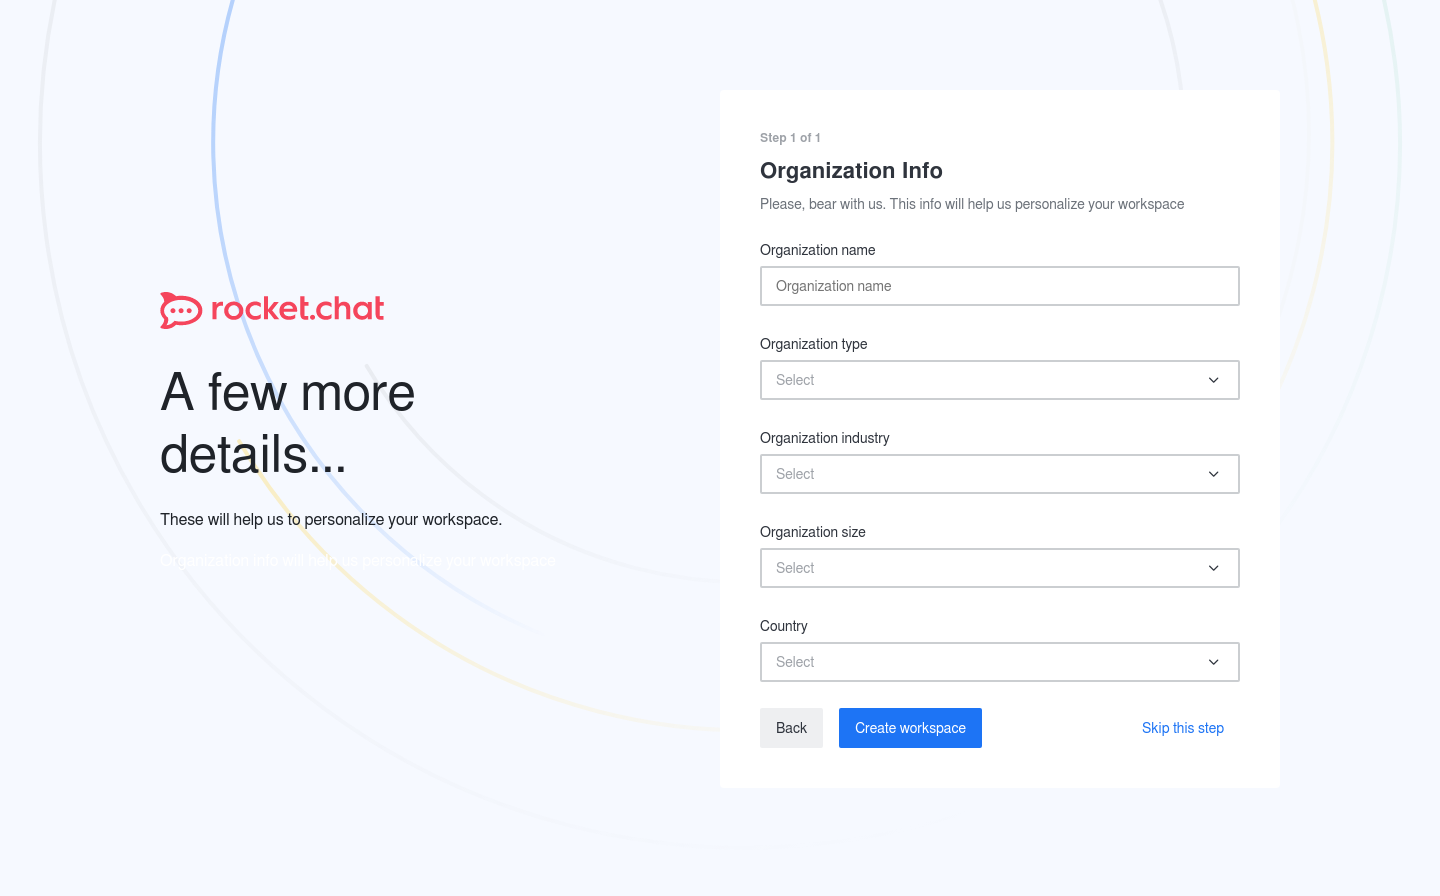 rocket.chat
A few more
details...
These will help us to personalize your workspace.
Organization info will help us personalize your workspace
Step 1 of 1
Organization Info
Please, bear with us. This info will help us personalize your workspace
Organization name
Organization name
Organization type
Select
Organization industry
Select
Organization size
Select
Country
Select
Back
Create workspace
Skip this step